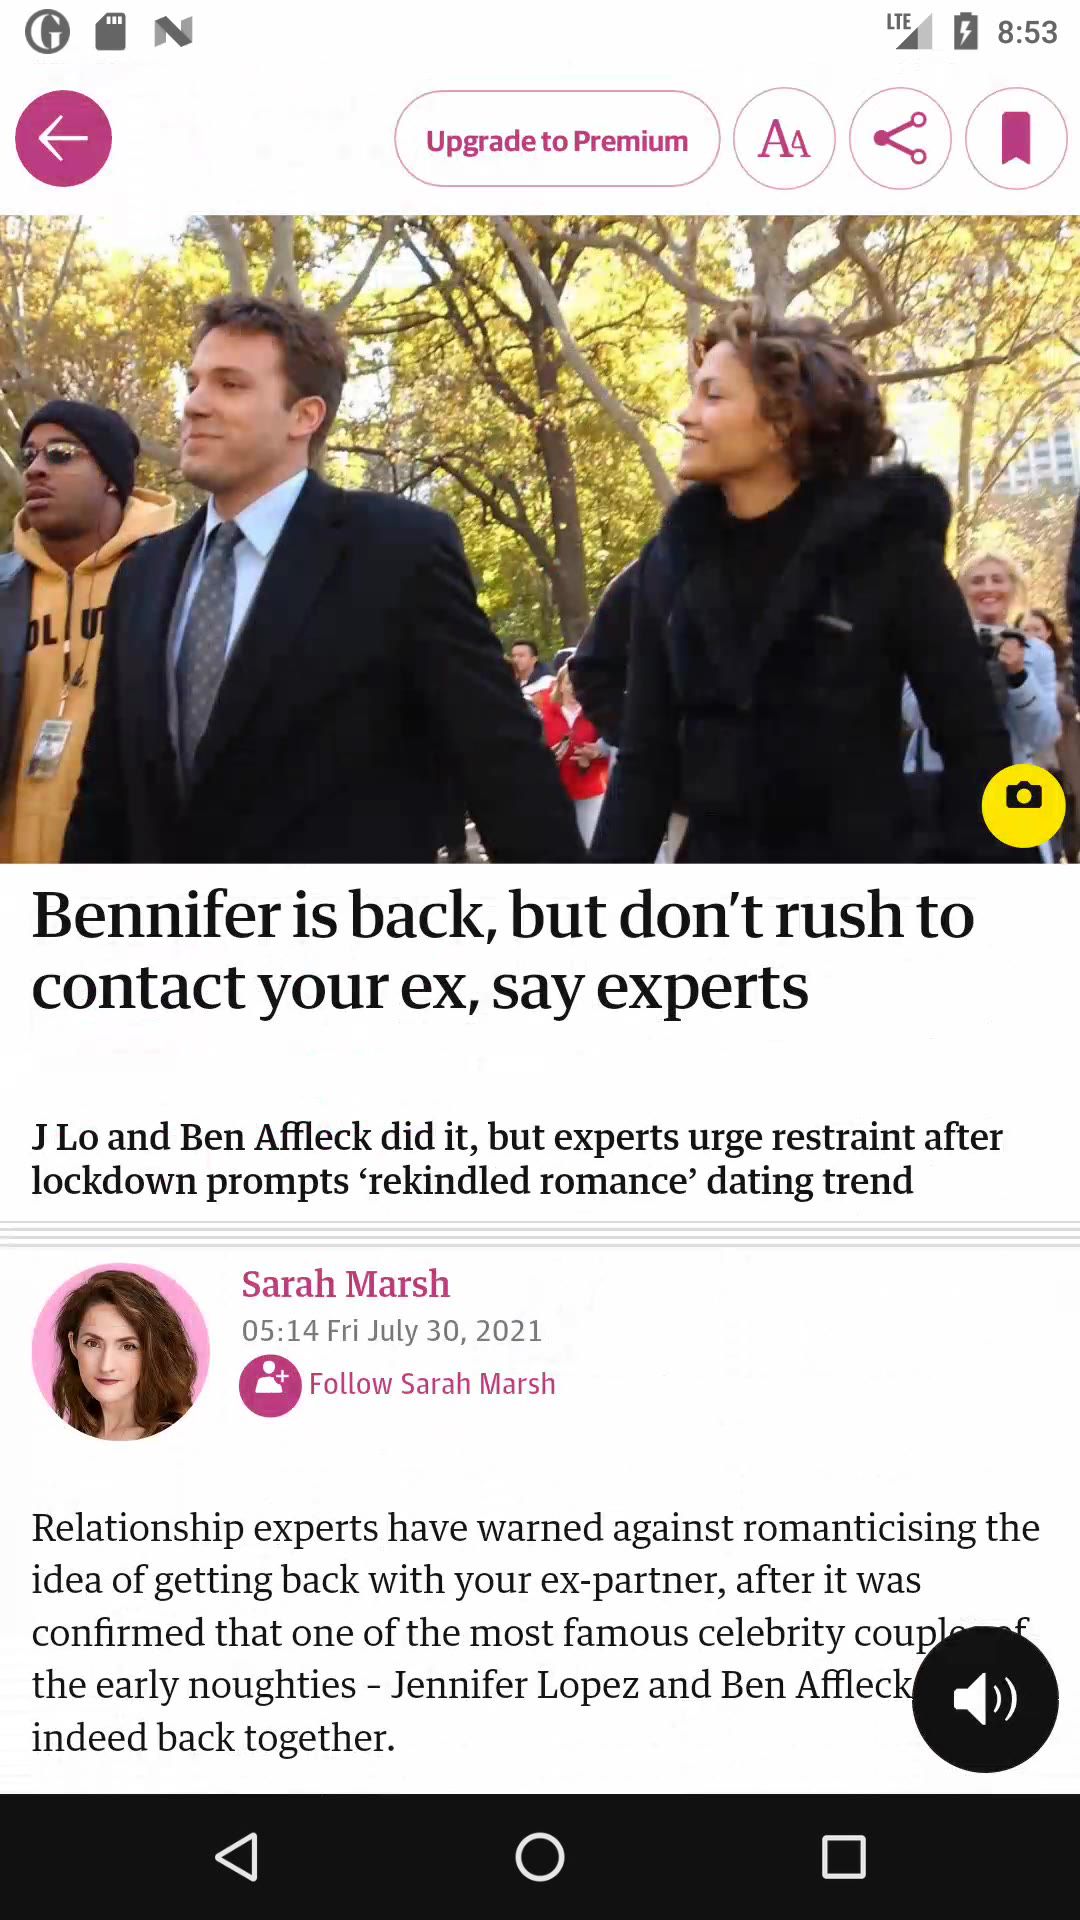 LTE 8:53
Upgrade to Premium AA
Bennifer is back, but don’t rush to
contact your ex, say experts
J Lo and Ben Affleck did it, but experts urge restraint after
lockdown prompts ‘rekindled romance’ dating trend
Sarah Marsh
05:14 Fri July 30, 2021
Follow Sarah Marsh
Relationship experts have warned against romanticising the
idea of getting back with your ex-partner, after it was
confirmed that one of the most famous celebrity couple of
the early noughties – Jennifer Lopez and Ben Affleck
indeed back together.